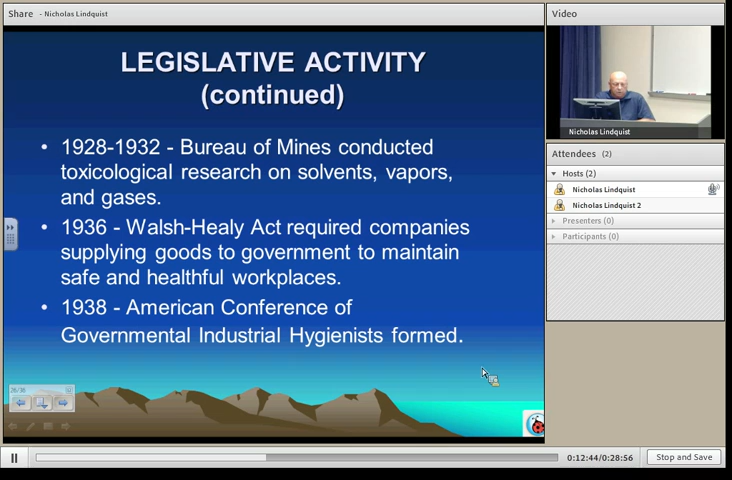 Share - Nicholas Lindquist
Video
LEGISLATIVE ACTIVITY
(continued)
• 1928-1932 - Bureau of Mines conducted
toxicological research on solvents, vapors,
and gases.
• 1936 - Walsh-Healy Act required companies
supplying goods to government to maintain
safe and healthful workplaces.
• 1938 - American Conference of
Governmental Industrial Hygienists formed.
26/38
Nicholas Lindquist
Attendees (2)
Hosts (2)
Nicholas Lindquist
Nicholas Lindquist 2
Presenters (0)
Participants (0)
0:12:44/0:28:56
Stop and Save